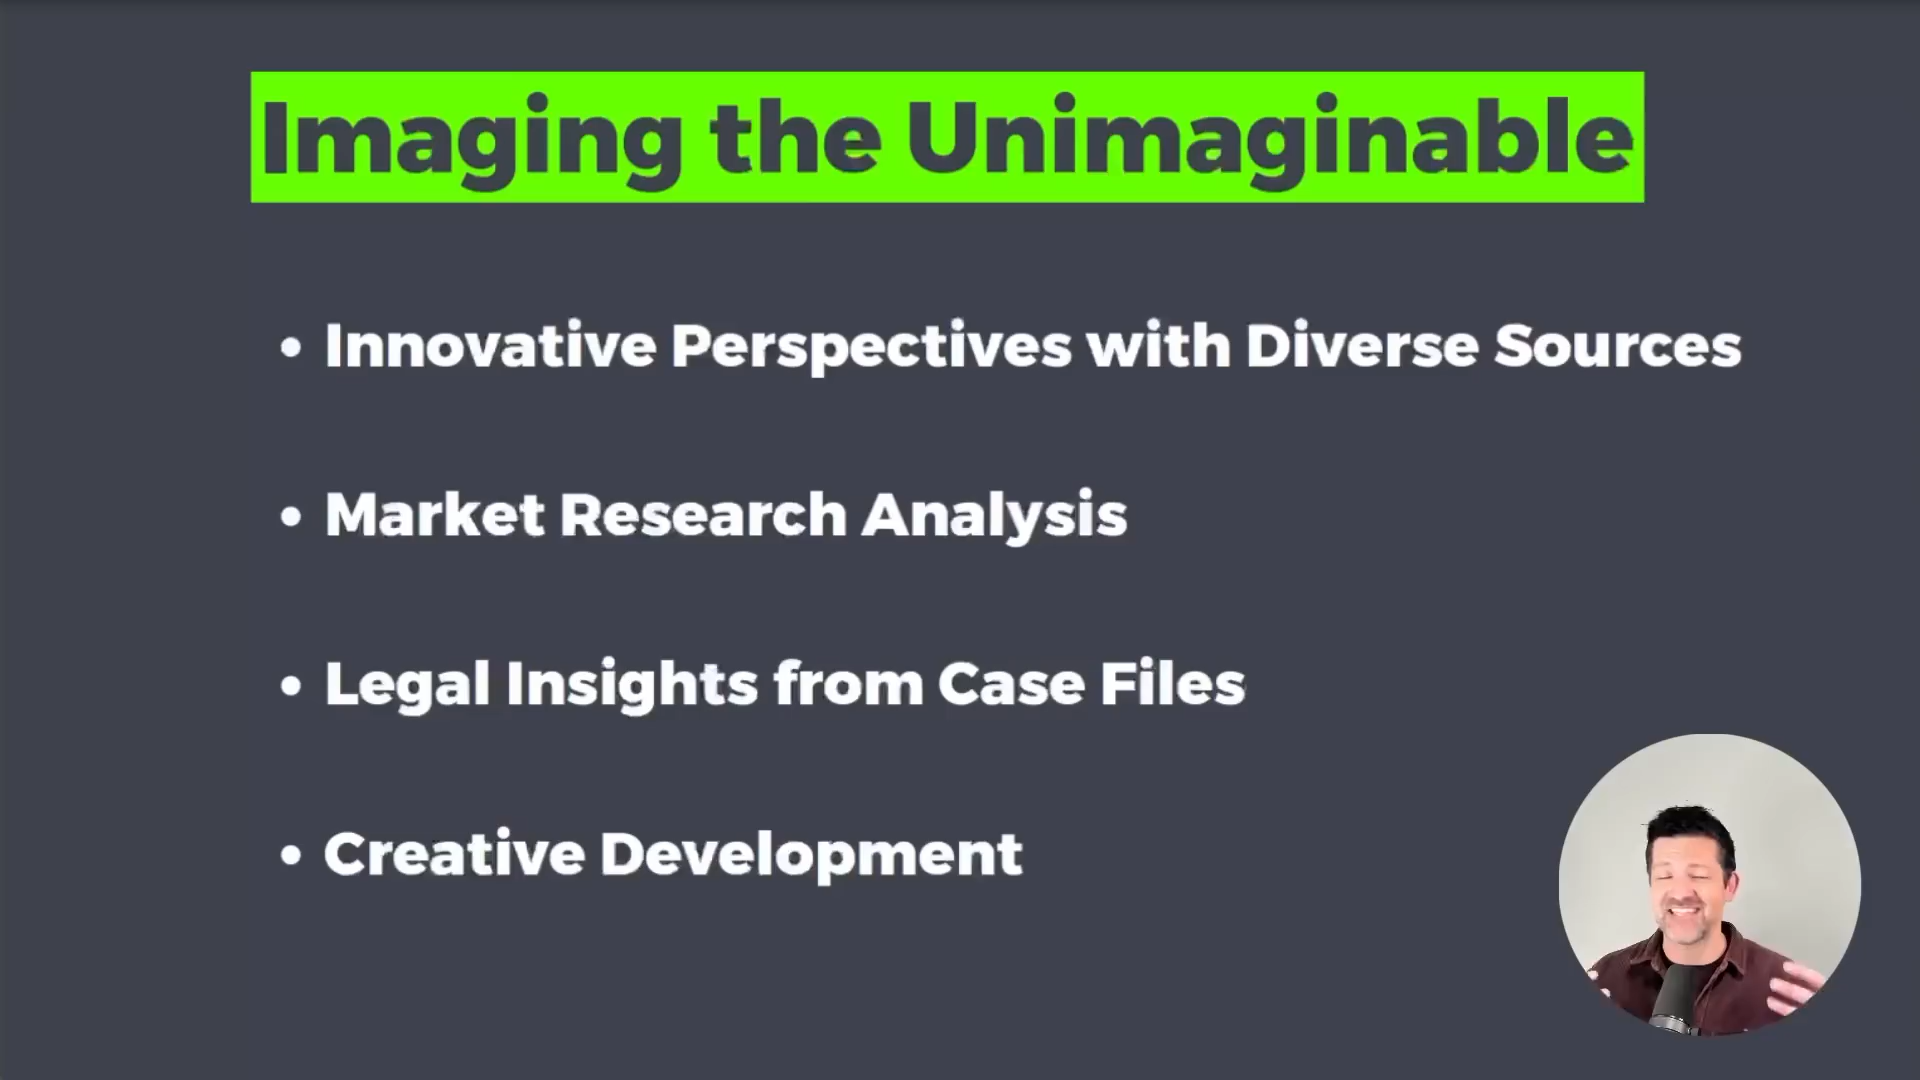 Imaging the Unimaginable
• Innovative Perspectives with Diverse Sources
• Market Research Analysis
• Legal Insights from Case Files
• Creative Development